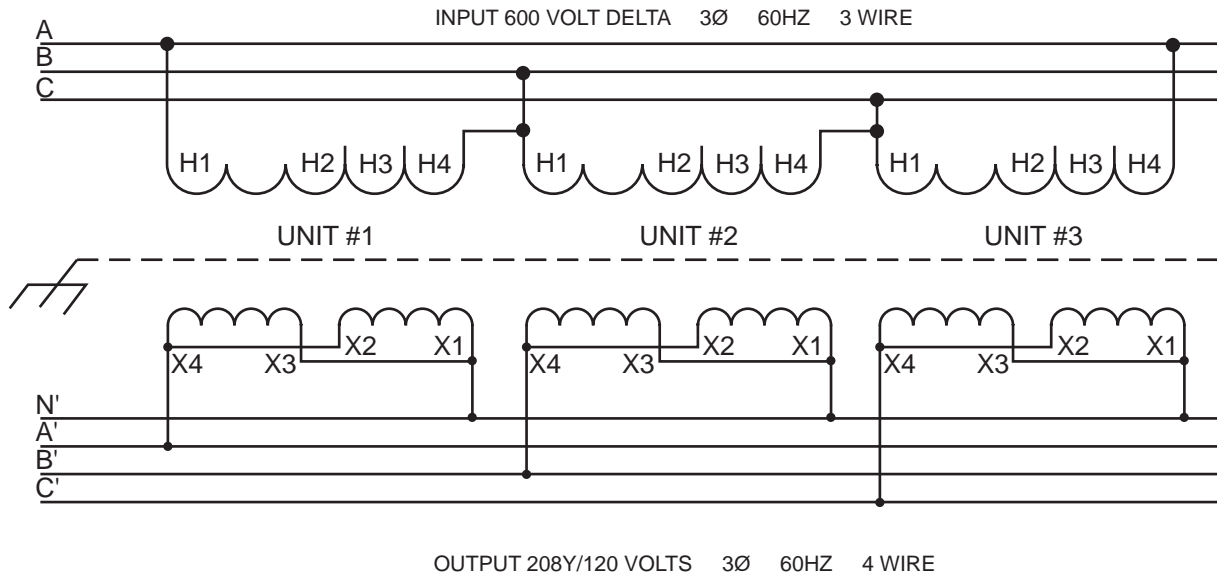 INPUT 600 VOLT DELTA 3Ø 60HZ 3 WIRE
A
B
C
H1 H2 H3 H4 H1 H2 H3 H4 H1 H2 H3 H4
UNIT #1 UNIT #2 UNIT #3
X4 X3 X2 X1 X4 X3 X2 X1 X4 X3 X2 X1
N'
A'
B'
C'
OUTPUT 208Y/120 VOLTS 3Ø 60HZ 4 WIRE